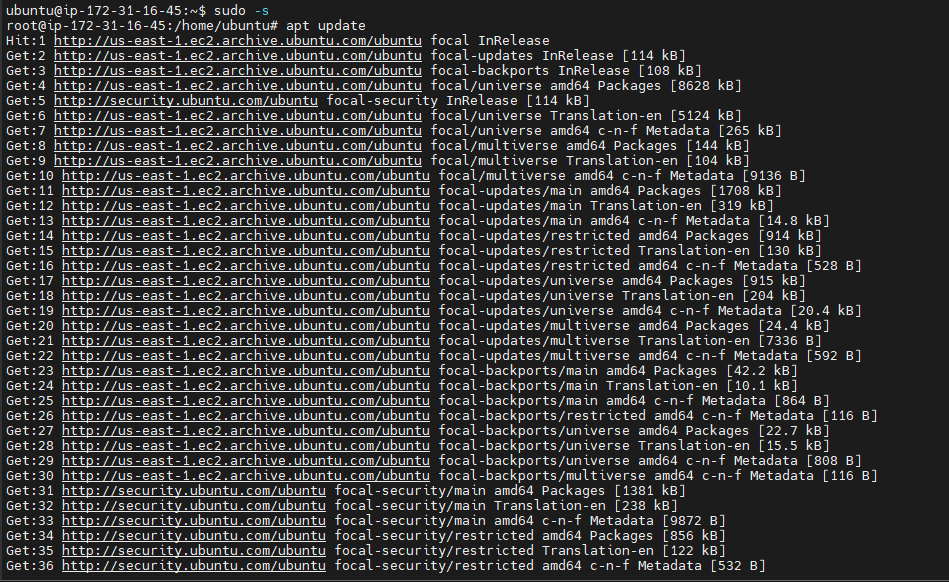 ubuntu@ip-172-31-16-45:~$ sudo -s
root@ip-172-31-16-45:/home/ubuntu# apt update
Hit:1 http://us-east-1.ec2.archive.ubuntu.com/ubuntu focal InRelease
Get:2 http://us-east-1.ec2.archive.ubuntu.com/ubuntu focal-updates InRelease [114 kB]
Get:3 http://us-east-1.ec2.archive.ubuntu.com/ubuntu focal-backports InRelease [108 kB]
Get:4 http://us-east-1.ec2.archive.ubuntu.com/ubuntu focal/universe amd64 Packages [8628 kB]
Get:5 http://security.ubuntu.com/ubuntu focal-security InRelease [114 kB]
Get:6 http://us-east-1.ec2.archive.ubuntu.com/ubuntu focal/universe Translation-en [5124 kB]
Get:7 http://us-east-1.ec2.archive.ubuntu.com/ubuntu focal/universe amd64 c-n-f Metadata [265 kB]
Get:8 http://us-east-1.ec2.archive.ubuntu.com/ubuntu focal/multiverse amd64 Packages [144 kB]
Get:9 http://us-east-1.ec2.archive.ubuntu.com/ubuntu focal/multiverse Translation-en [104 kB]
Get:10 http://us-east-1.ec2.archive.ubuntu.com/ubuntu focal/multiverse amd64 c-n-f Metadata [9136 B]
Get:11 http://us-east-1.ec2.archive.ubuntu.com/ubuntu focal-updates/main amd64 Packages [1708 kB]
Get:12 http://us-east-1.ec2.archive.ubuntu.com/ubuntu focal-updates/main Translation-en [319 kB]
Get:13 http://us-east-1.ec2.archive.ubuntu.com/ubuntu focal-updates/main amd64 c-n-f Metadata [14.8 kB]
Get:14 http://us-east-1.ec2.archive.ubuntu.com/ubuntu focal-updates/restricted amd64 Packages [914 kB]
Get:15 http://us-east-1.ec2.archive.ubuntu.com/ubuntu focal-updates/restricted Translation-en [130 kB]
Get:16 http://us-east-1.ec2.archive.ubuntu.com/ubuntu focal-updates/restricted amd64 c-n-f Metadata [528 B]
Get:17 http://us-east-1.ec2.archive.ubuntu.com/ubuntu focal-updates/universe amd64 Packages [915 kB]
Get:18 http://us-east-1.ec2.archive.ubuntu.com/ubuntu focal-updates/universe Translation-en [204 kB]
Get:19 http://us-east-1.ec2.archive.ubuntu.com/ubuntu focal-updates/universe amd64 c-n-f Metadata [20.4 kB]
Get:20 http://us-east-1.ec2.archive.ubuntu.com/ubuntu focal-updates/multiverse amd64 Packages [24.4 kB]
Get:21 http://us-east-1.ec2.archive.ubuntu.com/ubuntu focal-updates/multiverse Translation-en [7336 B]
Get:22 http://us-east-1.ec2.archive.ubuntu.com/ubuntu focal-updates/multiverse amd64 c-n-f Metadata [592 B]
Get:23 http://us-east-1.ec2.archive.ubuntu.com/ubuntu focal-backports/main amd64 Packages [42.2 kB]
Get:24 http://us-east-1.ec2.archive.ubuntu.com/ubuntu focal-backports/main Translation-en [10.1 kB]
Get:25 http://us-east-1.ec2.archive.ubuntu.com/ubuntu focal-backports/main amd64 c-n-f Metadata [864 B]
Get:26 http://us-east-1.ec2.archive.ubuntu.com/ubuntu focal-backports/restricted amd64 c-n-f Metadata [116 B]
Get:27 http://us-east-1.ec2.archive.ubuntu.com/ubuntu focal-backports/universe amd64 Packages [22.7 kB]
Get:28 http://us-east-1.ec2.archive.ubuntu.com/ubuntu focal-backports/universe Translation-en [15.5 kB]
Get:29 http://us-east-1.ec2.archive.ubuntu.com/ubuntu focal-backports/universe amd64 c-n-f Metadata [808 B]
Get:30 http://us-east-1.ec2.archive.ubuntu.com/ubuntu focal-backports/multiverse amd64 c-n-f Metadata [116 B]
Get:31 http://security.ubuntu.com/ubuntu focal-security/main amd64 Packages [1381 kB]
Get:32 http://security.ubuntu.com/ubuntu focal-security/main Translation-en [238 kB]
Get:33 http://security.ubuntu.com/ubuntu focal-security/main amd64 c-n-f Metadata [9872 B]
Get:34 http://security.ubuntu.com/ubuntu focal-security/restricted amd64 Packages [856 kB]
Get:35 http://security.ubuntu.com/ubuntu focal-security/restricted Translation-en [122 kB]
Get:36 http://security.ubuntu.com/ubuntu focal-security/restricted amd64 c-n-f Metadata [532 B]